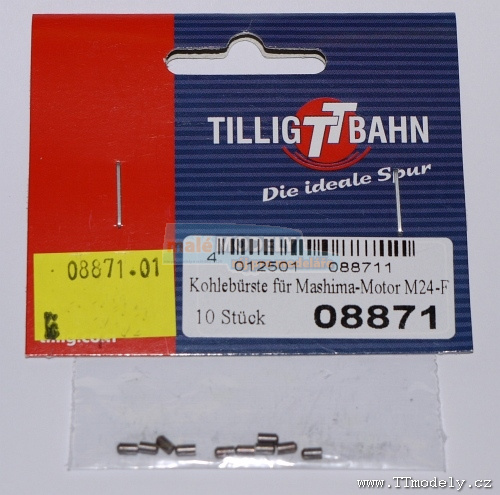 TILLIG TT BAHN
Die ideale Spur
08871.01
4 012501 088711
Kohlebürste für Mashima-Motor M24-F
10 Stück 08871
www.TTmodely.cz